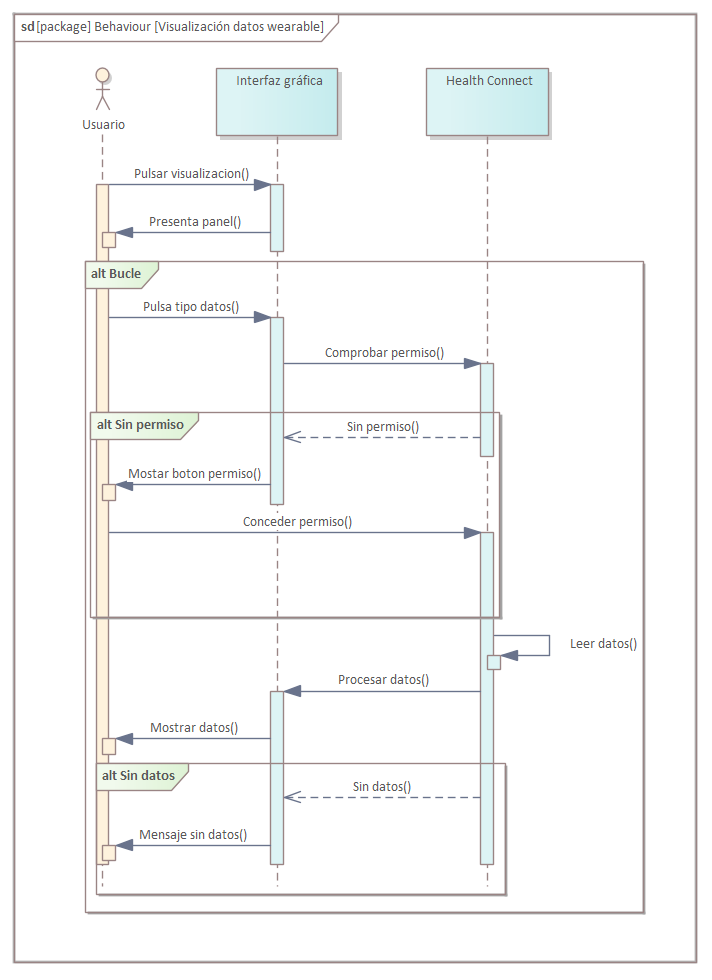 sd [package] Behaviour [Visualización datos wearable]
Usuario
Interfaz gráfica
Health Connect
Pulsar visualizacion()
Presenta panel()
alt Bucle
Pulsa tipo datos()
Comprobar permiso()
alt Sin permiso
Sin permiso()
Mostar boton permiso()
Conceder permiso()
Leer datos()
Procesar datos()
Mostrar datos()
alt Sin datos
Sin datos()
Mensaje sin datos()